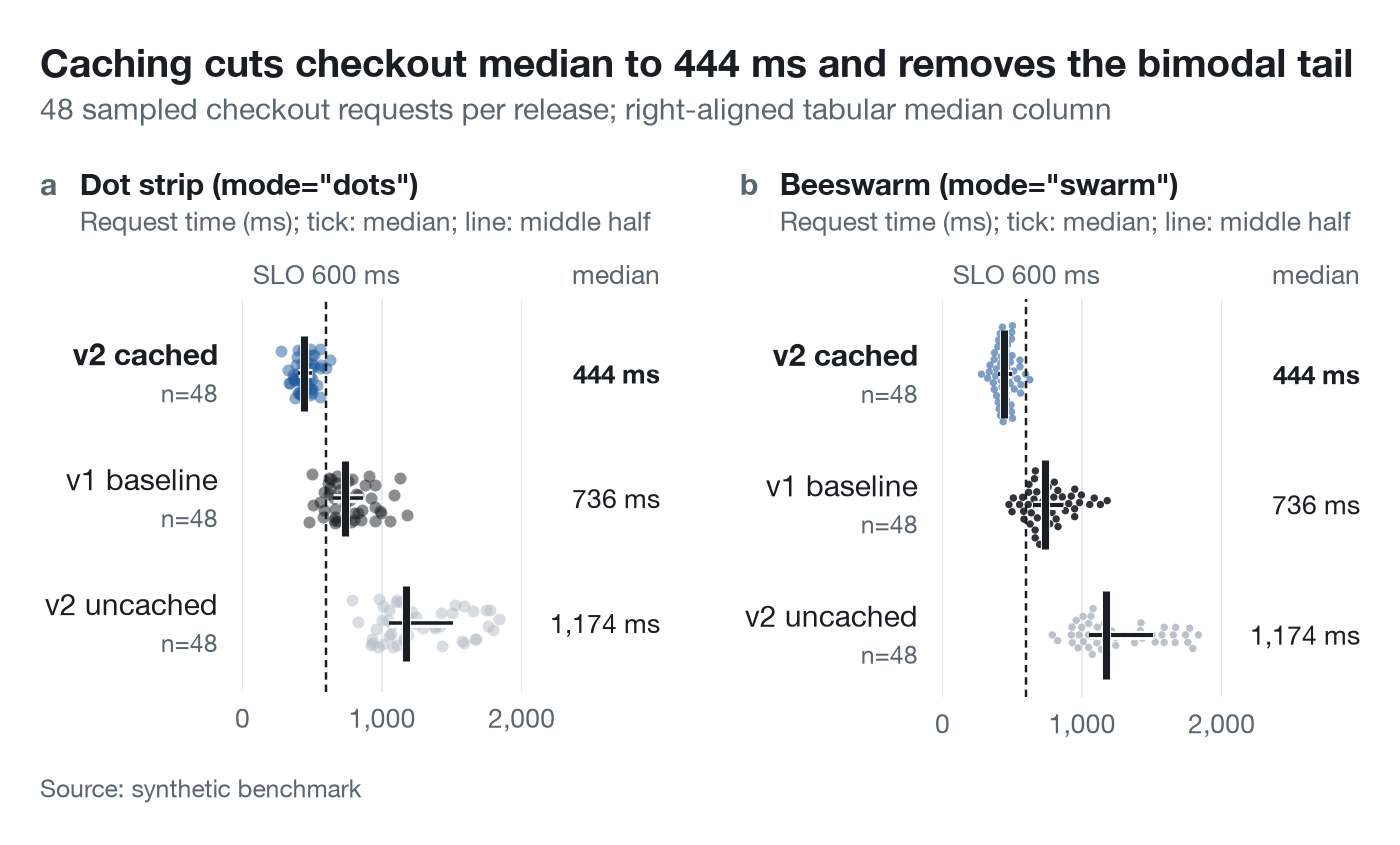 Caching cuts checkout median to 444 ms and removes the bimodal tail
48 sampled checkout requests per release; right-aligned tabular median column
a Dot strip (mode="dots")
Request time (ms); tick: median; line: middle half
SLO 600 ms median
v2 cached
444 ms
n=48
v1 baseline
736 ms
n=48
v2 uncached
1,174 ms
n=48
0 1,000 2,000
b Beeswarm (mode="swarm")
Request time (ms); tick: median; line: middle half
SLO 600 ms median
v2 cached
444 ms
n=48
v1 baseline
736 ms
n=48
v2 uncached
1,174 ms
n=48
0 1,000 2,000
Source: synthetic benchmark